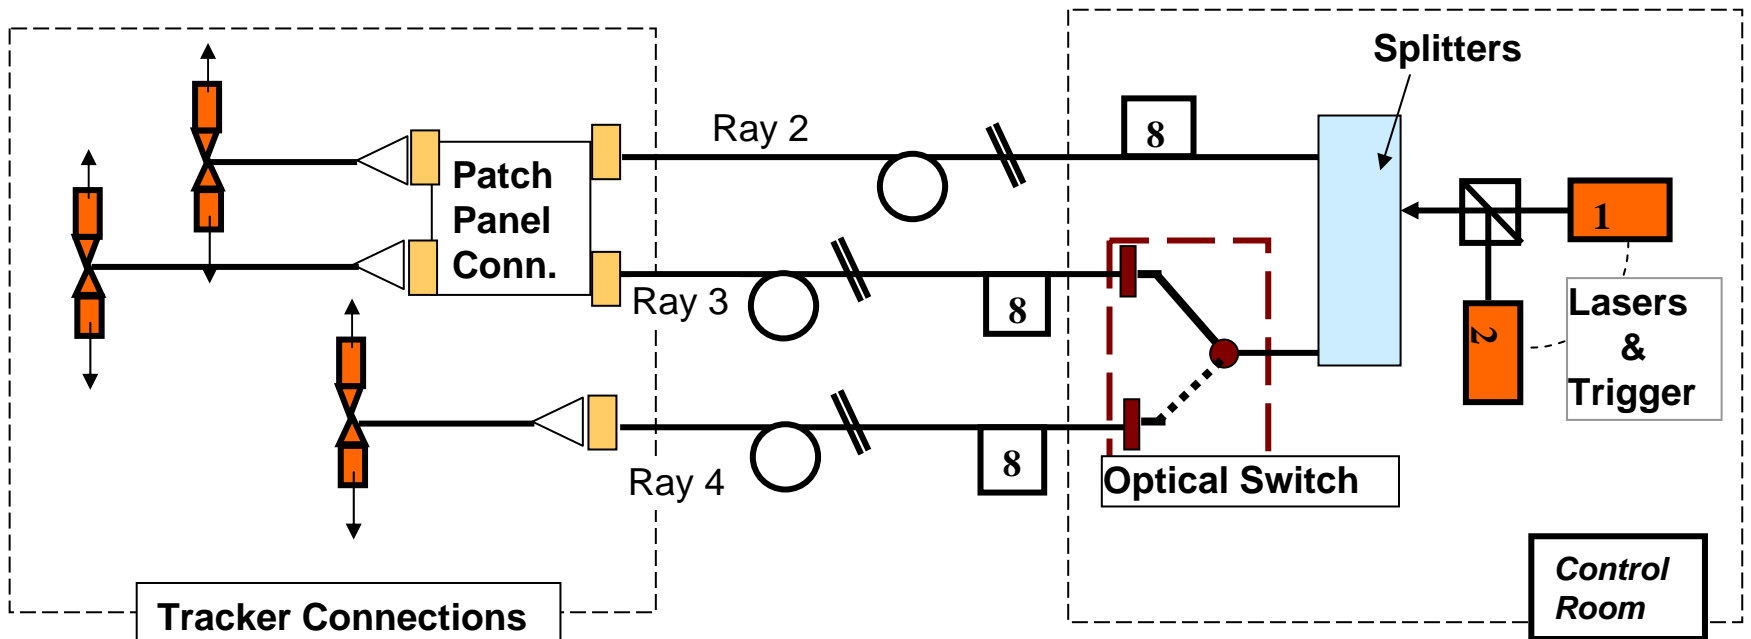 Splitters
Ray 2
8
Patch
Panel
Conn.
1
Ray 3
8
2
Lasers
&
Trigger
Ray 4
8
Optical Switch
Control
Room
Tracker Connections